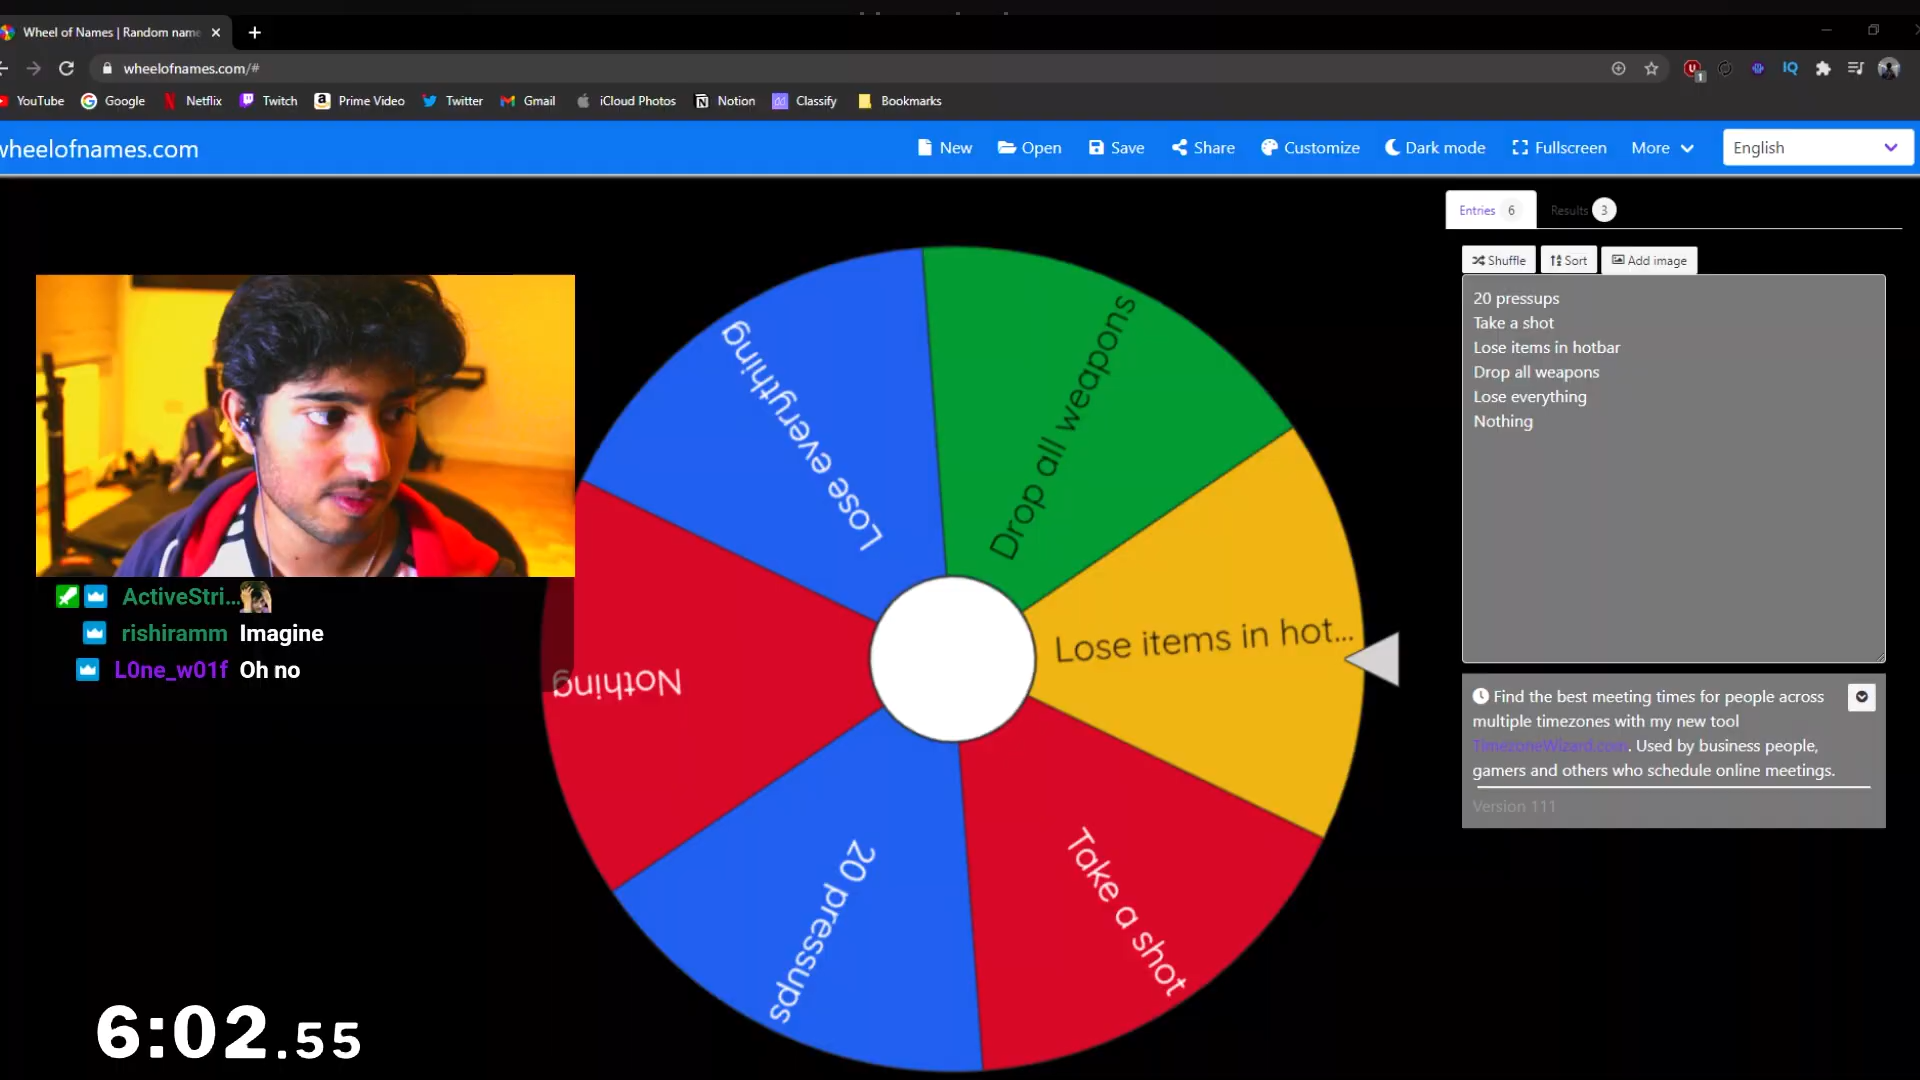 Wheel of Names | Random name
wheelofnames.com/#
YouTube Google Netflix Twitch Prime Video Twitter Gmail iCloud Photos Notion Classify Bookmarks
wheelofnames.com New Open Save Share Customize Dark mode Fullscreen More English
Entries 6 Results 3
Shuffle Sort Add image
20 pressups
Take a shot
Lose items in hotbar
Drop all weapons
Lose everything
Nothing
Lose everything
Drop all weapons
Lose items in hot...
Nothing
20 pressups
Take a shot
ActiveStri...
rishiramm Imagine
L0ne_w01f Oh no
Find the best meeting times for people across
multiple timezones with my new tool
TimezoneWizard.com. Used by business people,
gamers and others who schedule online meetings.
Version 111
6:02.55
IQ
1